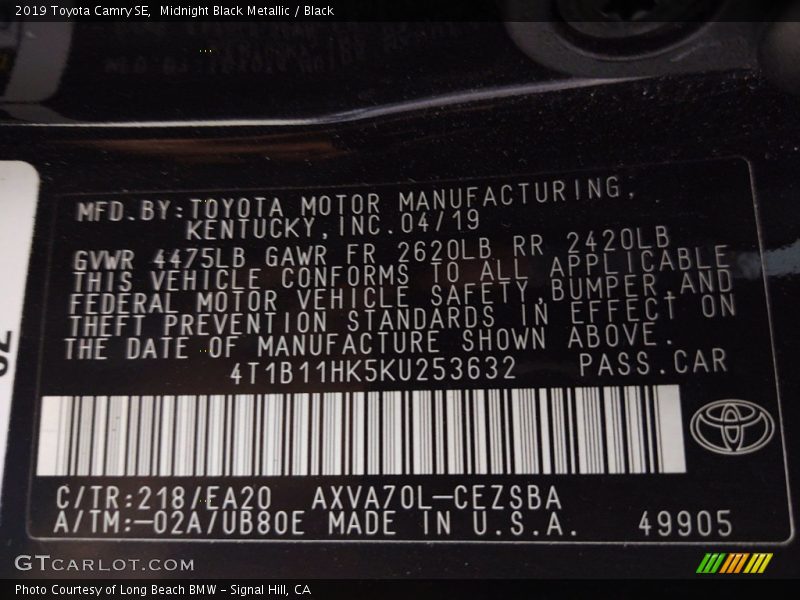 2019 Toyota Camry SE,  Midnight Black Metallic / Black
MFD.BY:TOYOTA MOTOR MANUFACTURING,
KENTUCKY,INC.04/19
GVWR 4475LB GAWR FR 2620LB RR 2420LB
THIS VEHICLE CONFORMS TO ALL APPLICABLE
FEDERAL MOTOR VEHICLE SAFETY,BUMPER,AND
THEFT PREVENTION STANDARDS IN EFFECT ON
THE DATE OF MANUFACTURE SHOWN ABOVE.
4T1B11HK5KU253632 PASS.CAR
C/TR:218/EA20 AXVA70L-CEZSBA
A/TM:-02A/UB80E MADE IN U.S.A. 49905
GTCARLOT.COM
Photo Courtesy of Long Beach BMW - Signal Hill, CA